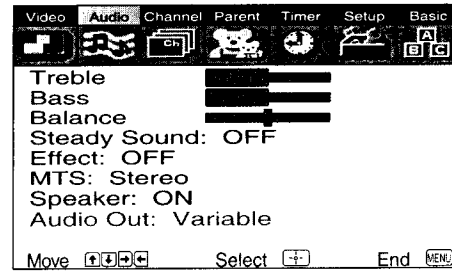 Video Audio Channel Parent Timer Setup Basic
Ch A B C
Treble
Bass
Balance
Steady Sound: OFF
Effect: OFF
MTS: Stereo
Speaker: ON
Audio Out: Variable
Move Select End MENU